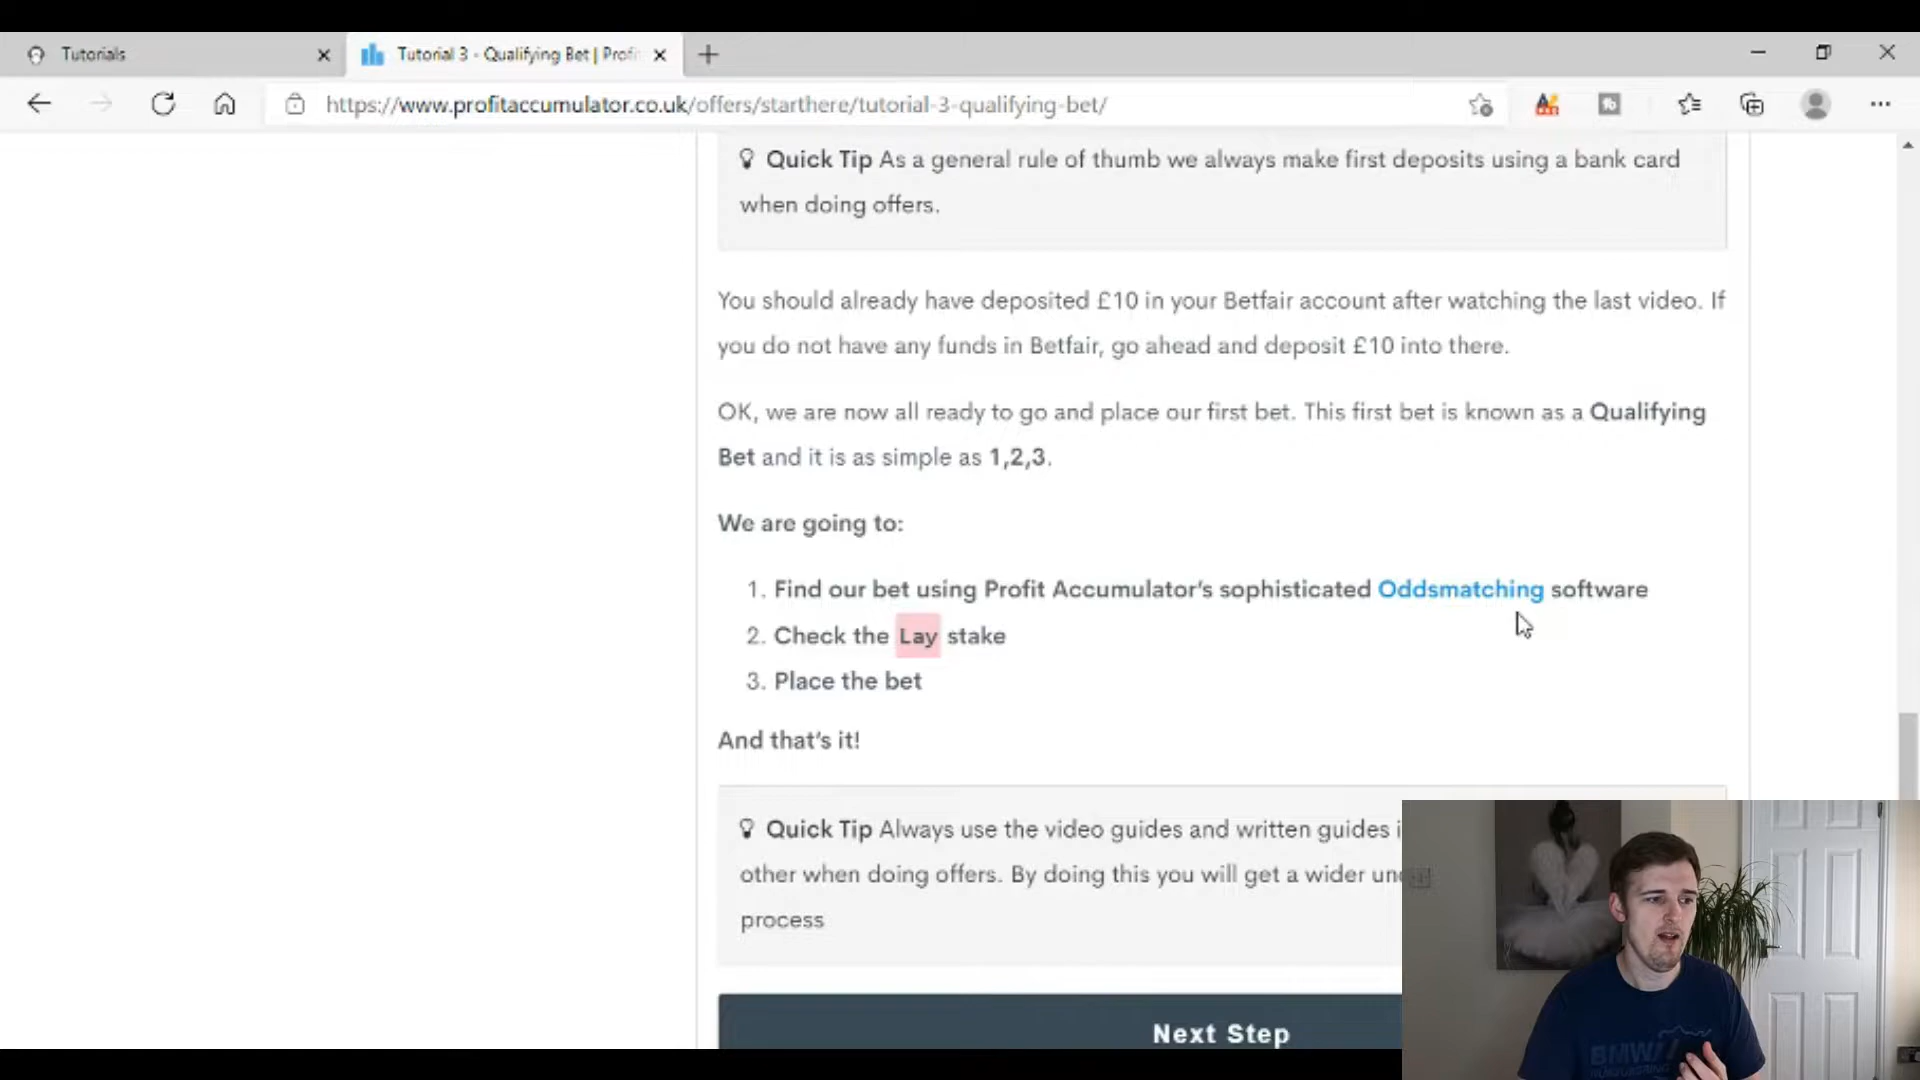 Tutorials
Tutorial 3 - Qualifying Bet | Profi
https://www.profitaccumulator.co.uk/offers/starthere/tutorial-3-qualifying-bet/
Quick Tip As a general rule of thumb we always make first deposits using a bank card
when doing offers.
You should already have deposited £10 in your Betfair account after watching the last video. If
you do not have any funds in Betfair, go ahead and deposit £10 into there.
OK, we are now all ready to go and place our first bet. This first bet is known as a Qualifying
Bet and it is as simple as 1,2,3.
We are going to:
1. Find our bet using Profit Accumulator's sophisticated Oddsmatching software
2. Check the Lay stake
3. Place the bet
And that's it!
Quick Tip Always use the video guides and written guides i
other when doing offers. By doing this you will get a wider un
process
Next Step
BMW